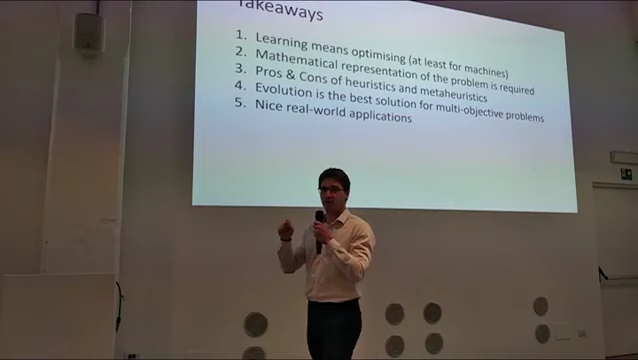 Takeaways
1. Learning means optimising (at least for machines)
2. Mathematical representation of the problem is required
3. Pros & Cons of heuristics and metaheuristics
4. Evolution is the best solution for multi-objective problems
5. Nice real-world applications